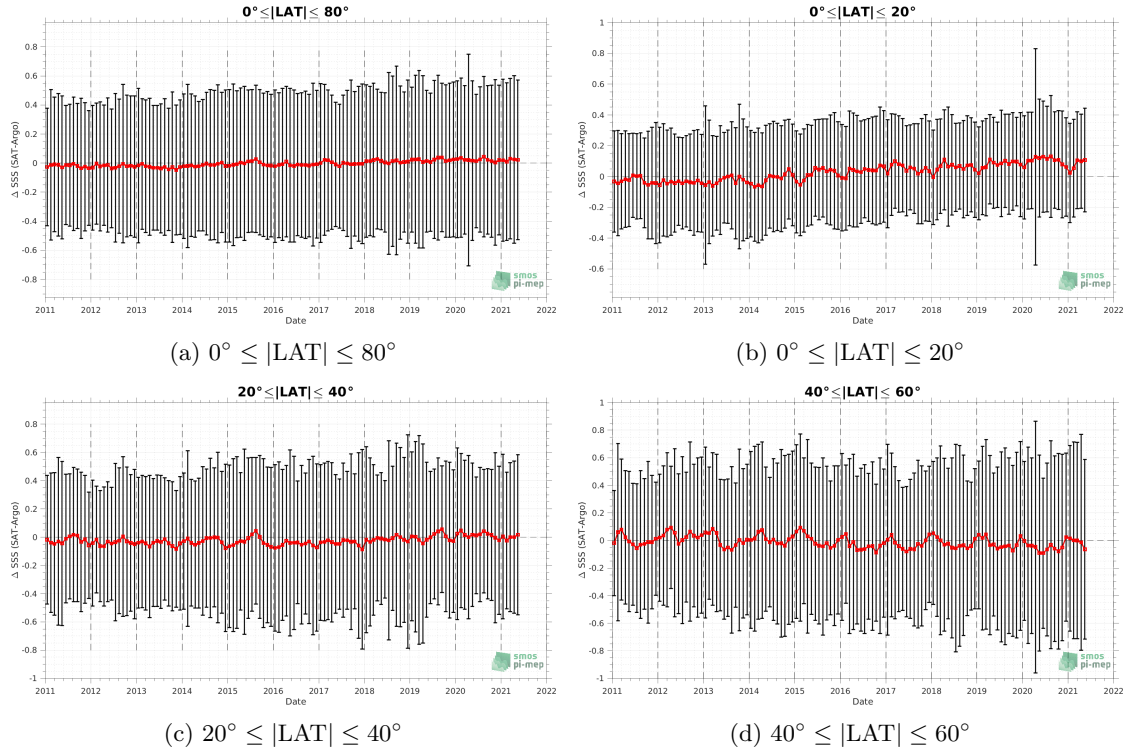 0°≤|LAT|≤ 80°
0.8
0.6
0.4
0.2
0
-0.2
-0.4
-0.6
-0.8
Δ SSS (SAT-Argo)
smos
pi-mep
2011 2012 2013 2014 2015 2016 2017 2018 2019 2020 2021 2022
Date
(a) 0° ≤ |LAT| ≤ 80°
0°≤|LAT|≤ 20°
1
0.8
0.6
0.4
0.2
0
-0.2
-0.4
-0.6
Δ SSS (SAT-Argo)
smos
pi-mep
2011 2012 2013 2014 2015 2016 2017 2018 2019 2020 2021 2022
Date
(b) 0° ≤ |LAT| ≤ 20°
20°≤|LAT|≤ 40°
0.8
0.6
0.4
0.2
0
-0.2
-0.4
-0.6
-0.8
-1
Δ SSS (SAT-Argo)
smos
pi-mep
2011 2012 2013 2014 2015 2016 2017 2018 2019 2020 2021 2022
Date
(c) 20° ≤ |LAT| ≤ 40°
40°≤|LAT|≤ 60°
1
0.8
0.6
0.4
0.2
0
-0.2
-0.4
-0.6
-0.8
-1
Δ SSS (SAT-Argo)
smos
pi-mep
2011 2012 2013 2014 2015 2016 2017 2018 2019 2020 2021 2022
Date
(d) 40° ≤ |LAT| ≤ 60°